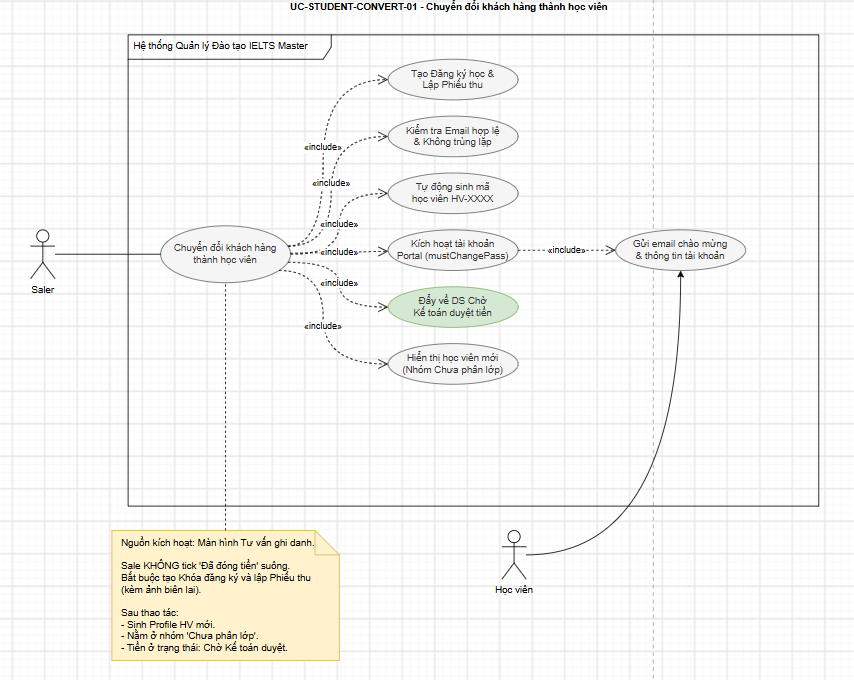 UC-STUDENT-CONVERT-01 - Chuyển đổi khách hàng thành học viên
Hệ thống Quản lý Đào tạo IELTS Master
Tạo Đăng ký học &
Lập Phiếu thu
«include»
Kiểm tra Email hợp lệ
& Không trùng lặp
«include»
Tự động sinh mã
học viên HV-XXXX
«include»
Chuyển đổi khách hàng
thành học viên
«include»
Kích hoạt tài khoản
Portal (mustChangePass)
«include»
Gửi email chào mừng
& thông tin tài khoản
Saler
«include»
Đẩy về DS Chờ
Kế toán duyệt tiền
«include»
Hiển thị học viên mới
(Nhóm Chưa phân lớp)
Nguồn kích hoạt: Màn hình Tư vấn ghi danh.
Sale KHÔNG tick 'Đã đóng tiền' suông.
Bắt buộc tạo Khóa đăng ký và lập Phiếu thu
(kèm ảnh biên lai).
Sau thao tác:
- Sinh Profile HV mới.
- Nằm ở nhóm 'Chưa phân lớp'.
- Tiền ở trạng thái: Chờ Kế toán duyệt.
Học viên